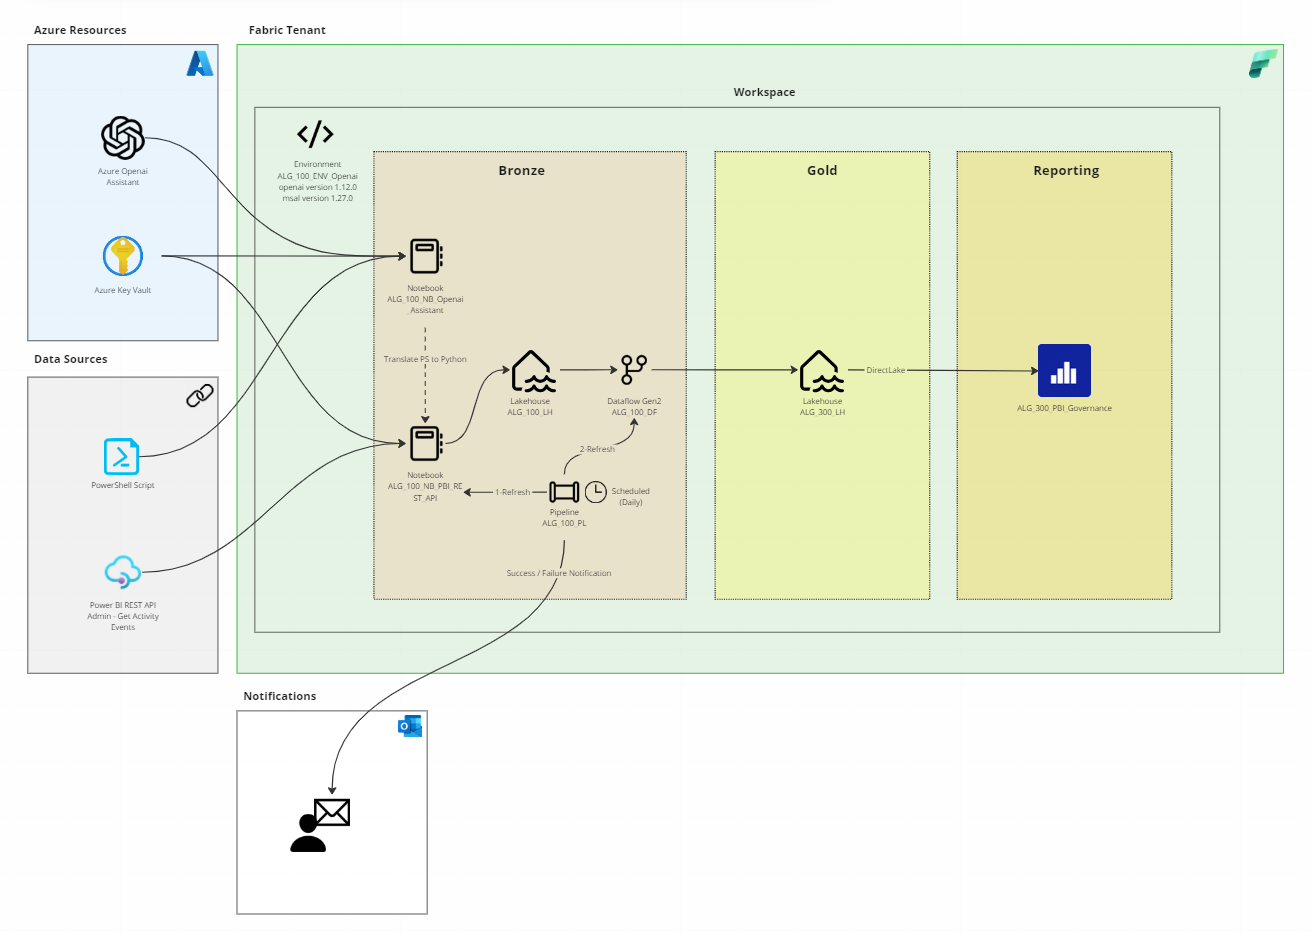 Azure Resources
Fabric Tenant
Workspace
Azure Openai
Assistant
Azure Key Vault
Data Sources
PowerShell Script
Power BI REST API
Admin - Get Activity
Events
Environment
ALG_100_ENV_Openai
openai version 1.12.0
msal version 1.27.0
Bronze
Notebook
ALG_100_NB_Openai
_Assistant
Translate PS to Python
Lakehouse
ALG_100_LH
Dataflow Gen2
ALG_100_DF
2-Refresh
Notebook
ALG_100_NB_PBI_RE
ST_API
1-Refresh
Scheduled
(Daily)
Pipeline
ALG_100_PL
Success / Failure Notification
Gold
Lakehouse
ALG_300_LH
DirectLake
Reporting
ALG_300_PBI_Governance
Notifications